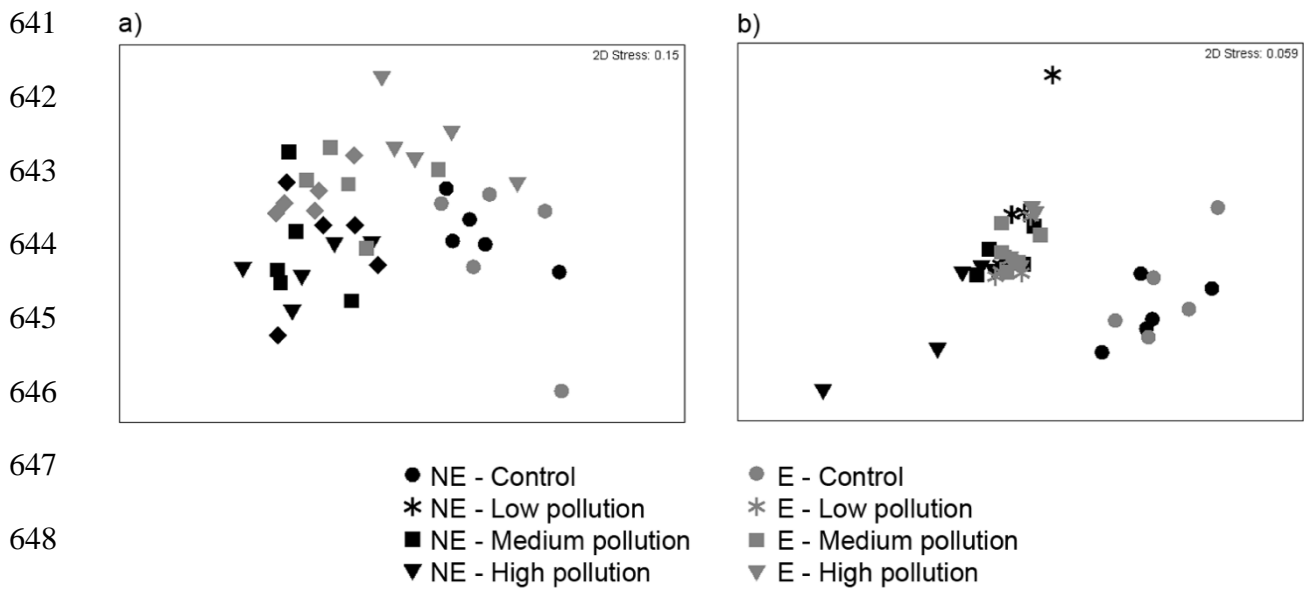 641
a)
b)
2D Stress: 0.15
2D Stress: 0.059
642
643
644
645
646
647
NE - Control
E - Control
648
NE - Low pollution
E - Low pollution
NE - Medium pollution
E - Medium pollution
NE - High pollution
E - High pollution